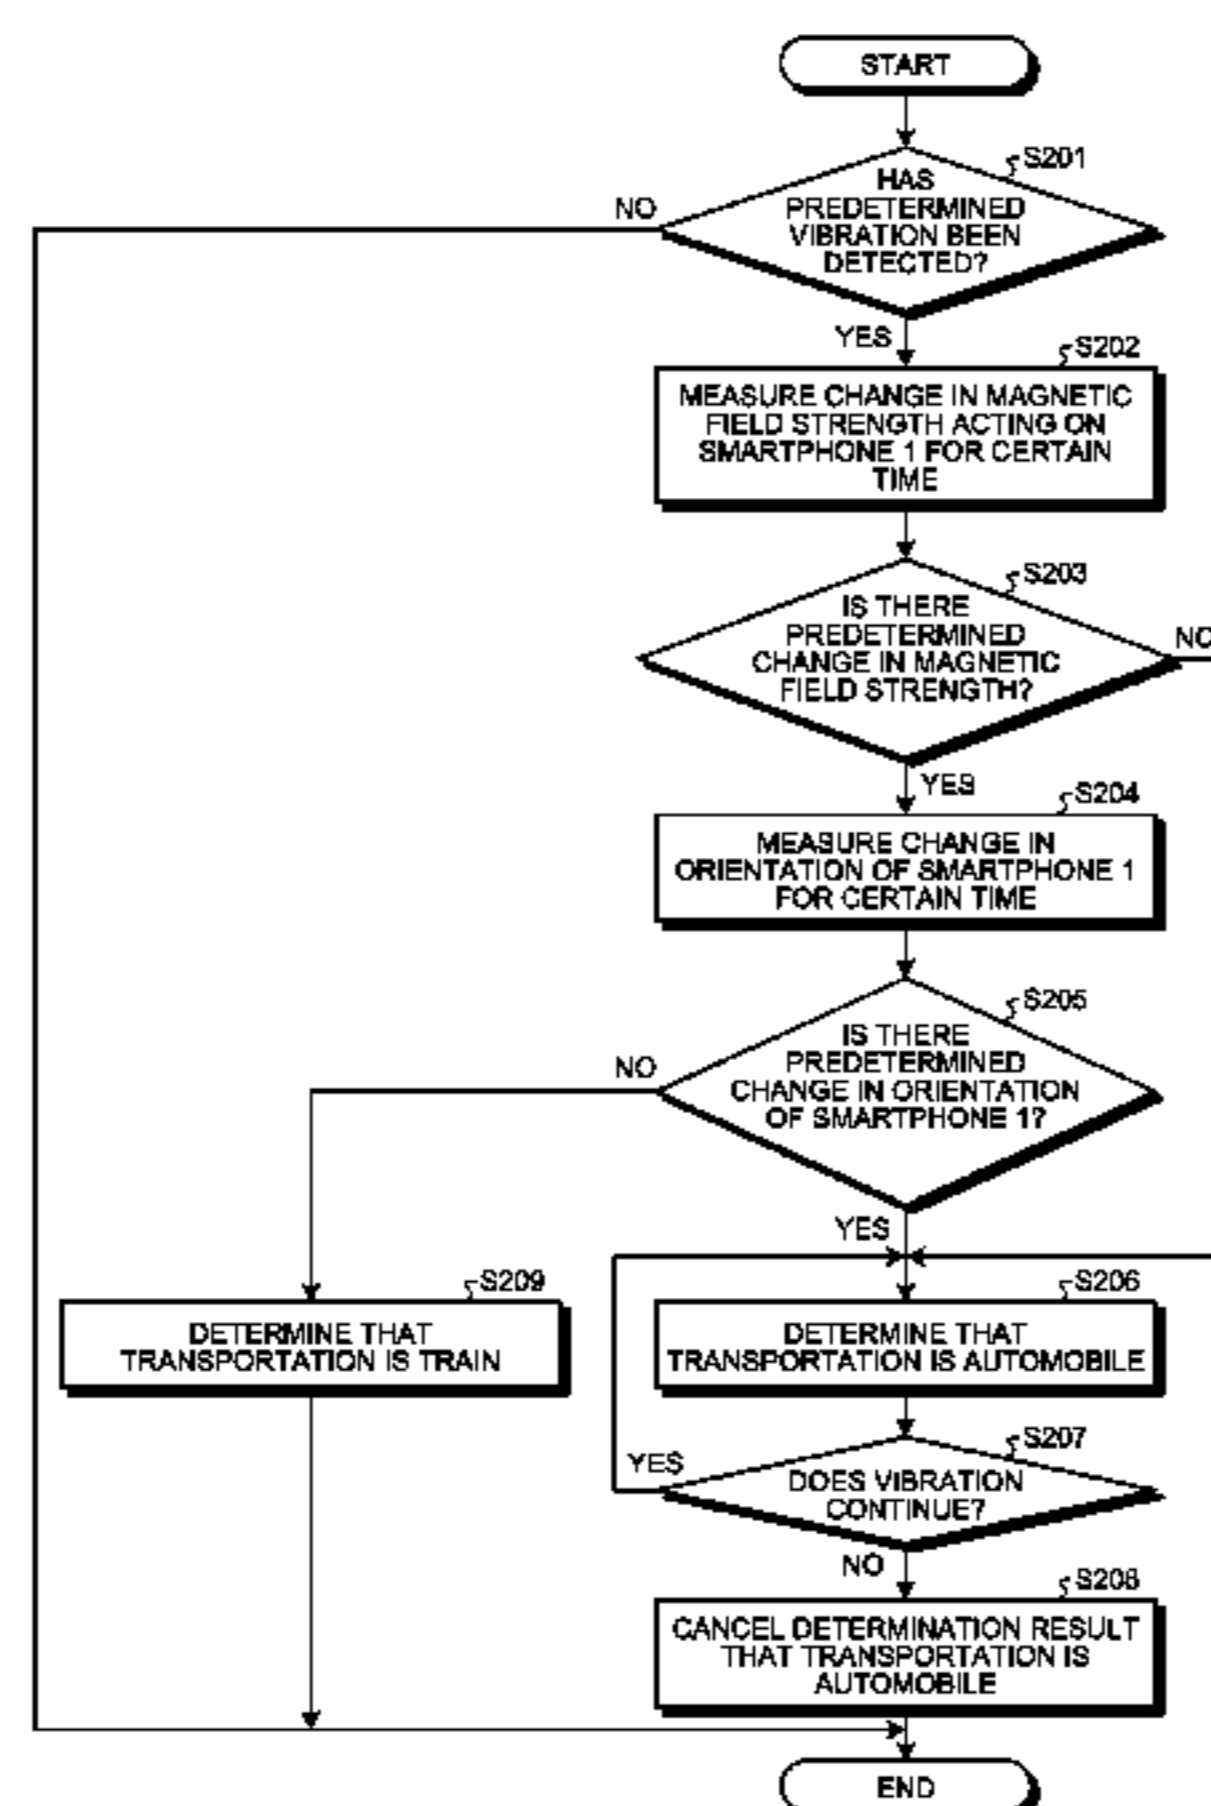 START
S201
HAS
PREDETERMINED
VIBRATION BEEN
DETECTED?
NO
YES
S202
MEASURE CHANGE IN MAGNETIC
FIELD STRENGTH ACTING ON
SMARTPHONE 1 FOR CERTAIN
TIME
S203
IS THERE
PREDETERMINED
CHANGE IN MAGNETIC
FIELD STRENGTH?
NO
YES
S204
MEASURE CHANGE IN
ORIENTATION OF SMARTPHONE 1
FOR CERTAIN TIME
S205
IS THERE
PREDETERMINED
CHANGE IN ORIENTATION
OF SMARTPHONE 1?
NO
YES
S209
DETERMINE THAT
TRANSPORTATION IS TRAIN
S206
DETERMINE THAT
TRANSPORTATION IS AUTOMOBILE
S207
DOES VIBRATION
CONTINUE?
YES
NO
S208
CANCEL DETERMINATION RESULT
THAT TRANSPORTATION IS
AUTOMOBILE
END